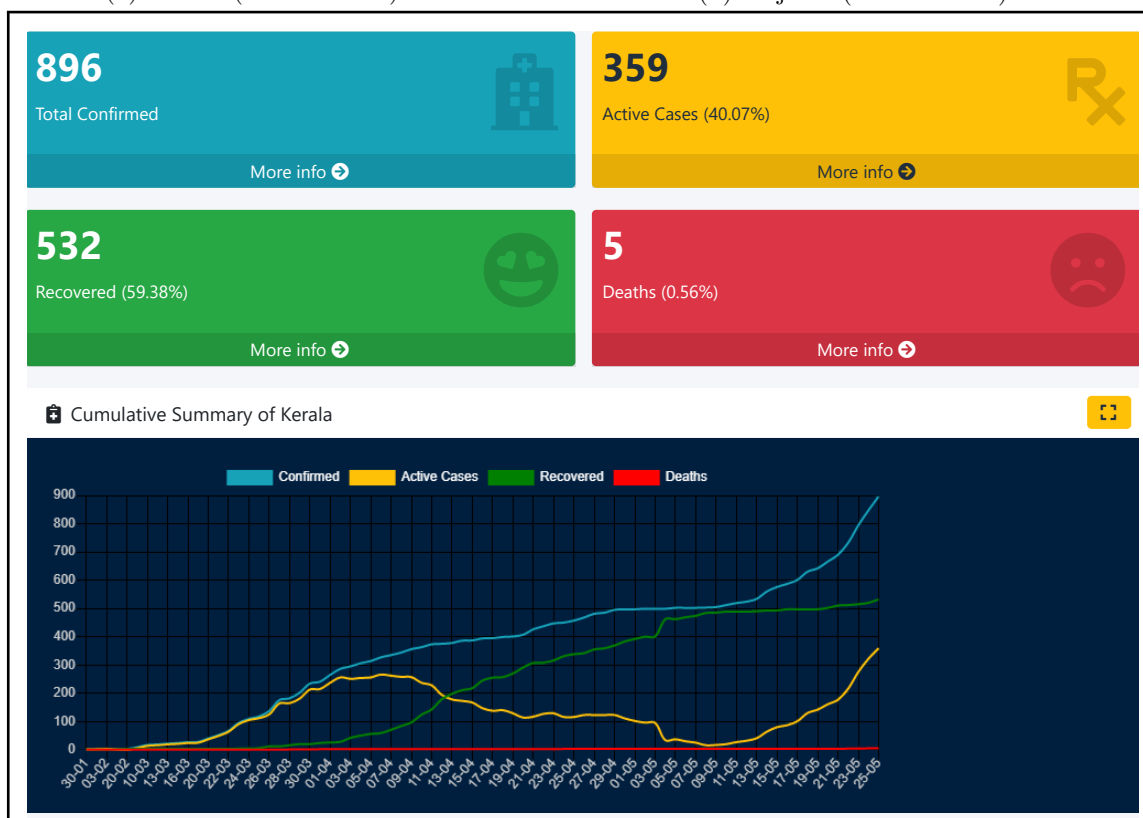 896
Total Confirmed
More info
359
Active Cases (40.07%)
More info
532
Recovered (59.38%)
More info
5
Deaths (0.56%)
More info
Cumulative Summary of Kerala
Confirmed Active Cases Recovered Deaths
900
800
700
600
500
400
300
200
100
0
30-01 03-02 20-02 10-03 13-03 16-03 20-03 22-03 24-03 26-03 28-03 30-03 01-04 03-04 05-04 07-04 09-04 11-04 13-04 15-04 17-04 19-04 21-04 23-04 25-04 27-04 29-04 01-05 03-05 05-05 07-05 09-05 11-05 13-05 15-05 17-05 19-05 21-05 23-05 25-05